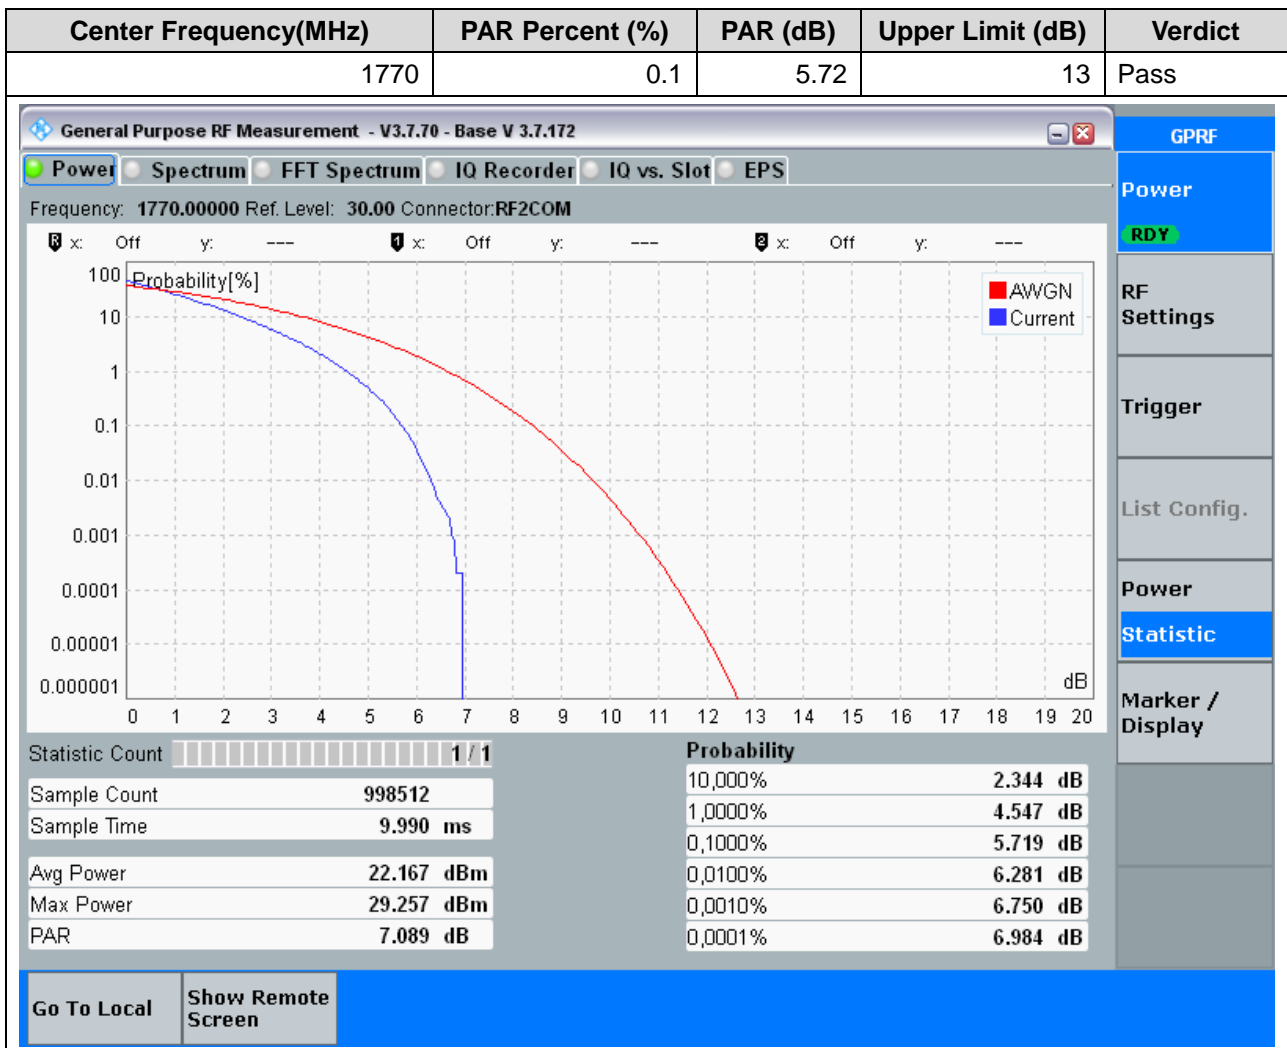 Center Frequency(MHz) PAR Percent (%) PAR (dB) Upper Limit (dB) Verdict
1770 0.1 5.72 13 Pass
General Purpose RF Measurement - V3.7.70 - Base V 3.7.172
GPRF
Power Spectrum FFT Spectrum IQ Recorder IQ vs. Slot EPS
Frequency: 1770.00000 Ref. Level: 30.00 Connector:RF2COM
R x: Off y: --- 1 x: Off y: --- 2 x: Off y: ---
Probability[%]
AWGN
Current
100
10
1
0.1
0.01
0.001
0.0001
0.00001
0.000001
dB
0 1 2 3 4 5 6 7 8 9 10 11 12 13 14 15 16 17 18 19 20
Statistic Count 1 / 1
Sample Count 998512
Sample Time 9.990 ms
Avg Power 22.167 dBm
Max Power 29.257 dBm
PAR 7.089 dB
Probability
10,000% 2.344 dB
1,0000% 4.547 dB
0,1000% 5.719 dB
0,0100% 6.281 dB
0,0010% 6.750 dB
0,0001% 6.984 dB
Power
RDY
RF
Settings
Trigger
List Config.
Power
Statistic
Marker /
Display
Go To Local
Show Remote
Screen